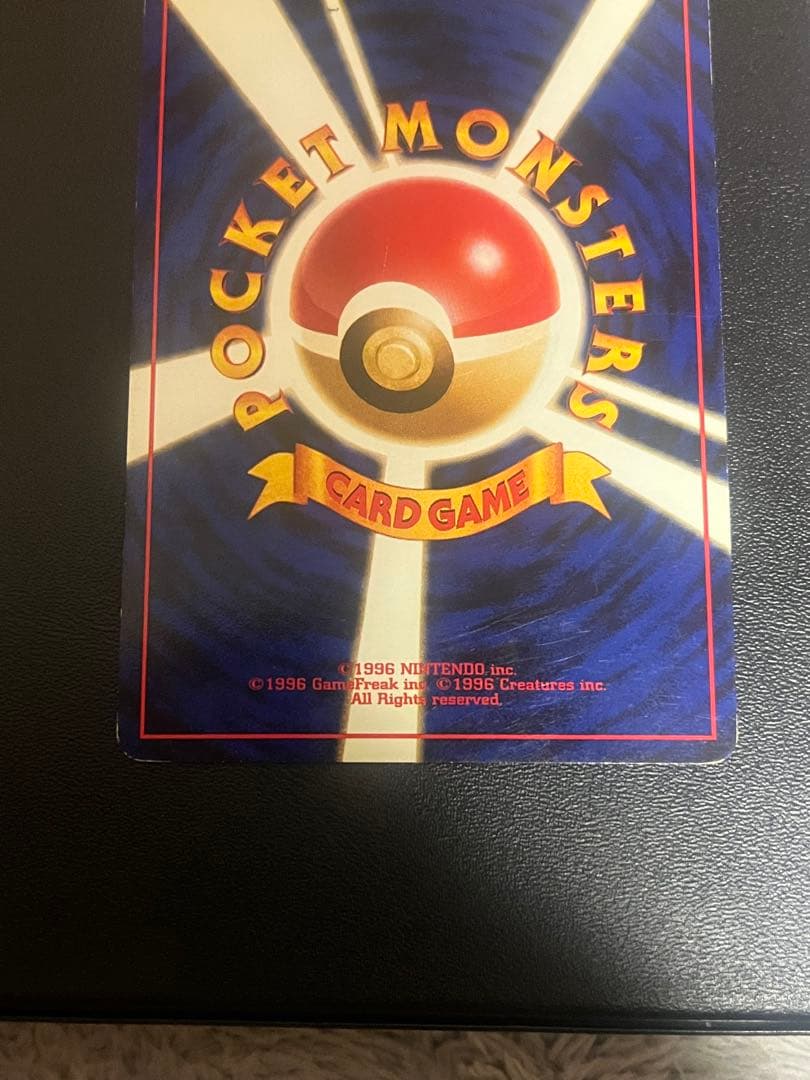 POCKET MONSTERS
CARD GAME
©1996 NINTENDO inc.
©1996 GameFreak inc. ©1996 Creatures inc.
All Rights reserved.